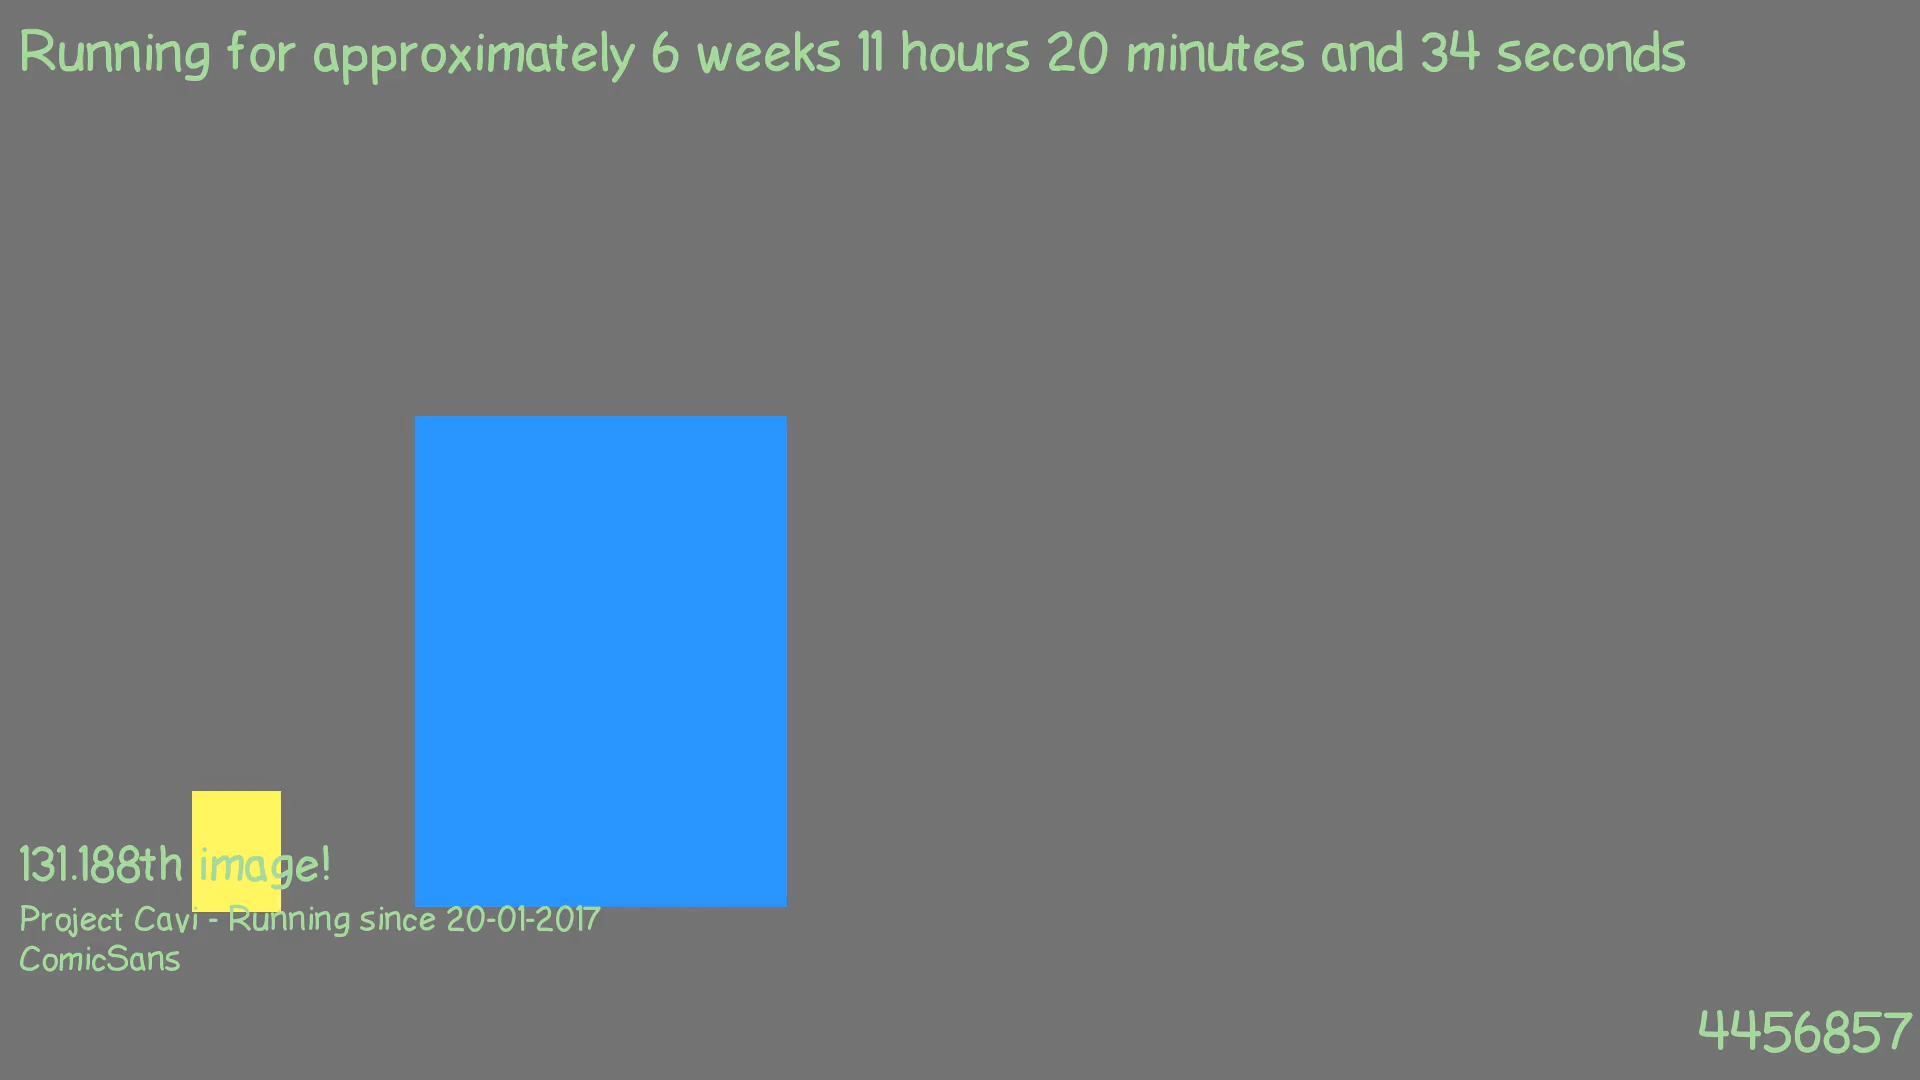 Running for approximately 6 weeks 11 hours 20 minutes and 34 seconds
131.188th image!
Project Cavi - Running since 20-01-2017
ComicSans
4456857